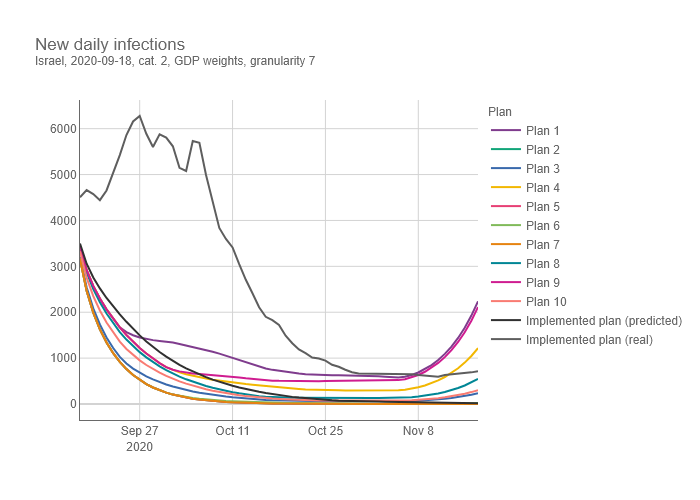 New daily infections
Israel, 2020-09-18, cat. 2, GDP weights, granularity 7
6000
5000
4000
3000
2000
1000
0
Sep 27
2020
Oct 11
Oct 25
Nov 8
Plan
Plan 1
Plan 2
Plan 3
Plan 4
Plan 5
Plan 6
Plan 7
Plan 8
Plan 9
Plan 10
Implemented plan (predicted)
Implemented plan (real)